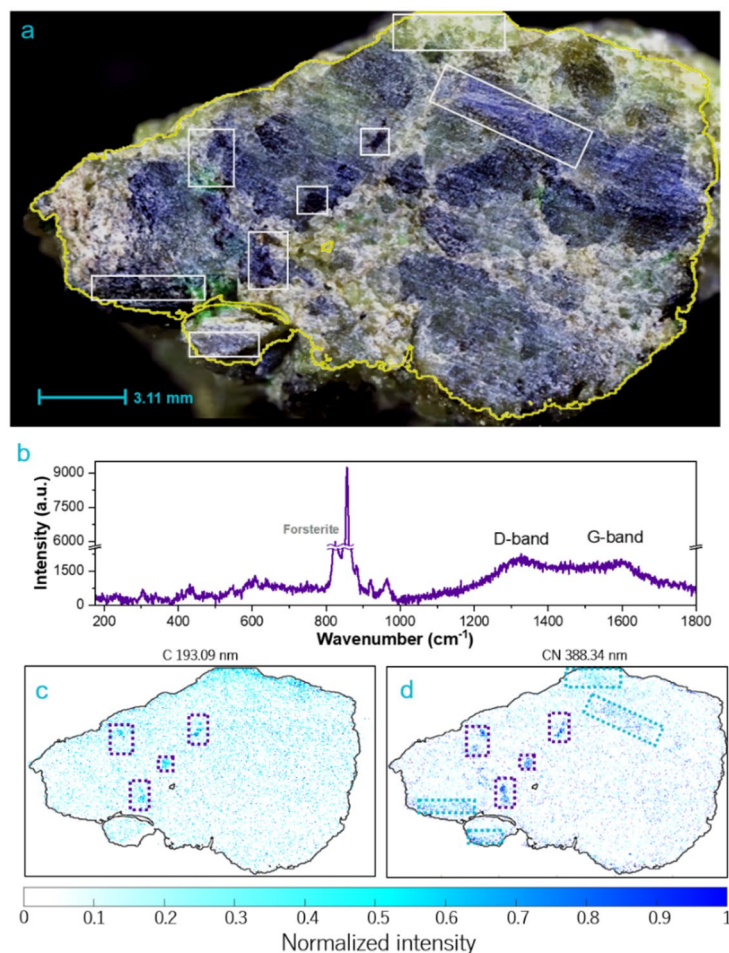 a
3.11 mm
b
Intensity (a.u.)
9000
7500
6000
1500
0
Forsterite
D-band
G-band
200 400 600 800 1000 1200 1400 1600 1800
Wavenumber (cm⁻¹)
C 193.09 nm
CN 388.34 nm
c
d
0 0.1 0.2 0.3 0.4 0.5 0.6 0.7 0.8 0.9 1
Normalized intensity